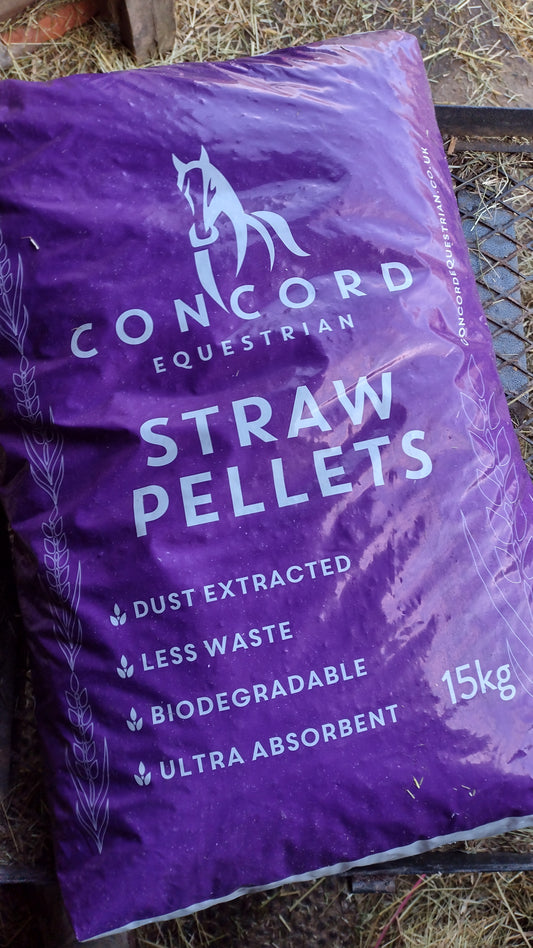 CONCORD
EQUESTRIAN
STRAW
PELLETS
DUST EXTRACTED
LESS WASTE
BIODEGRADABLE
ULTRA ABSORBENT
15kg
CONCORDEQUESTRIAN.CO.UK